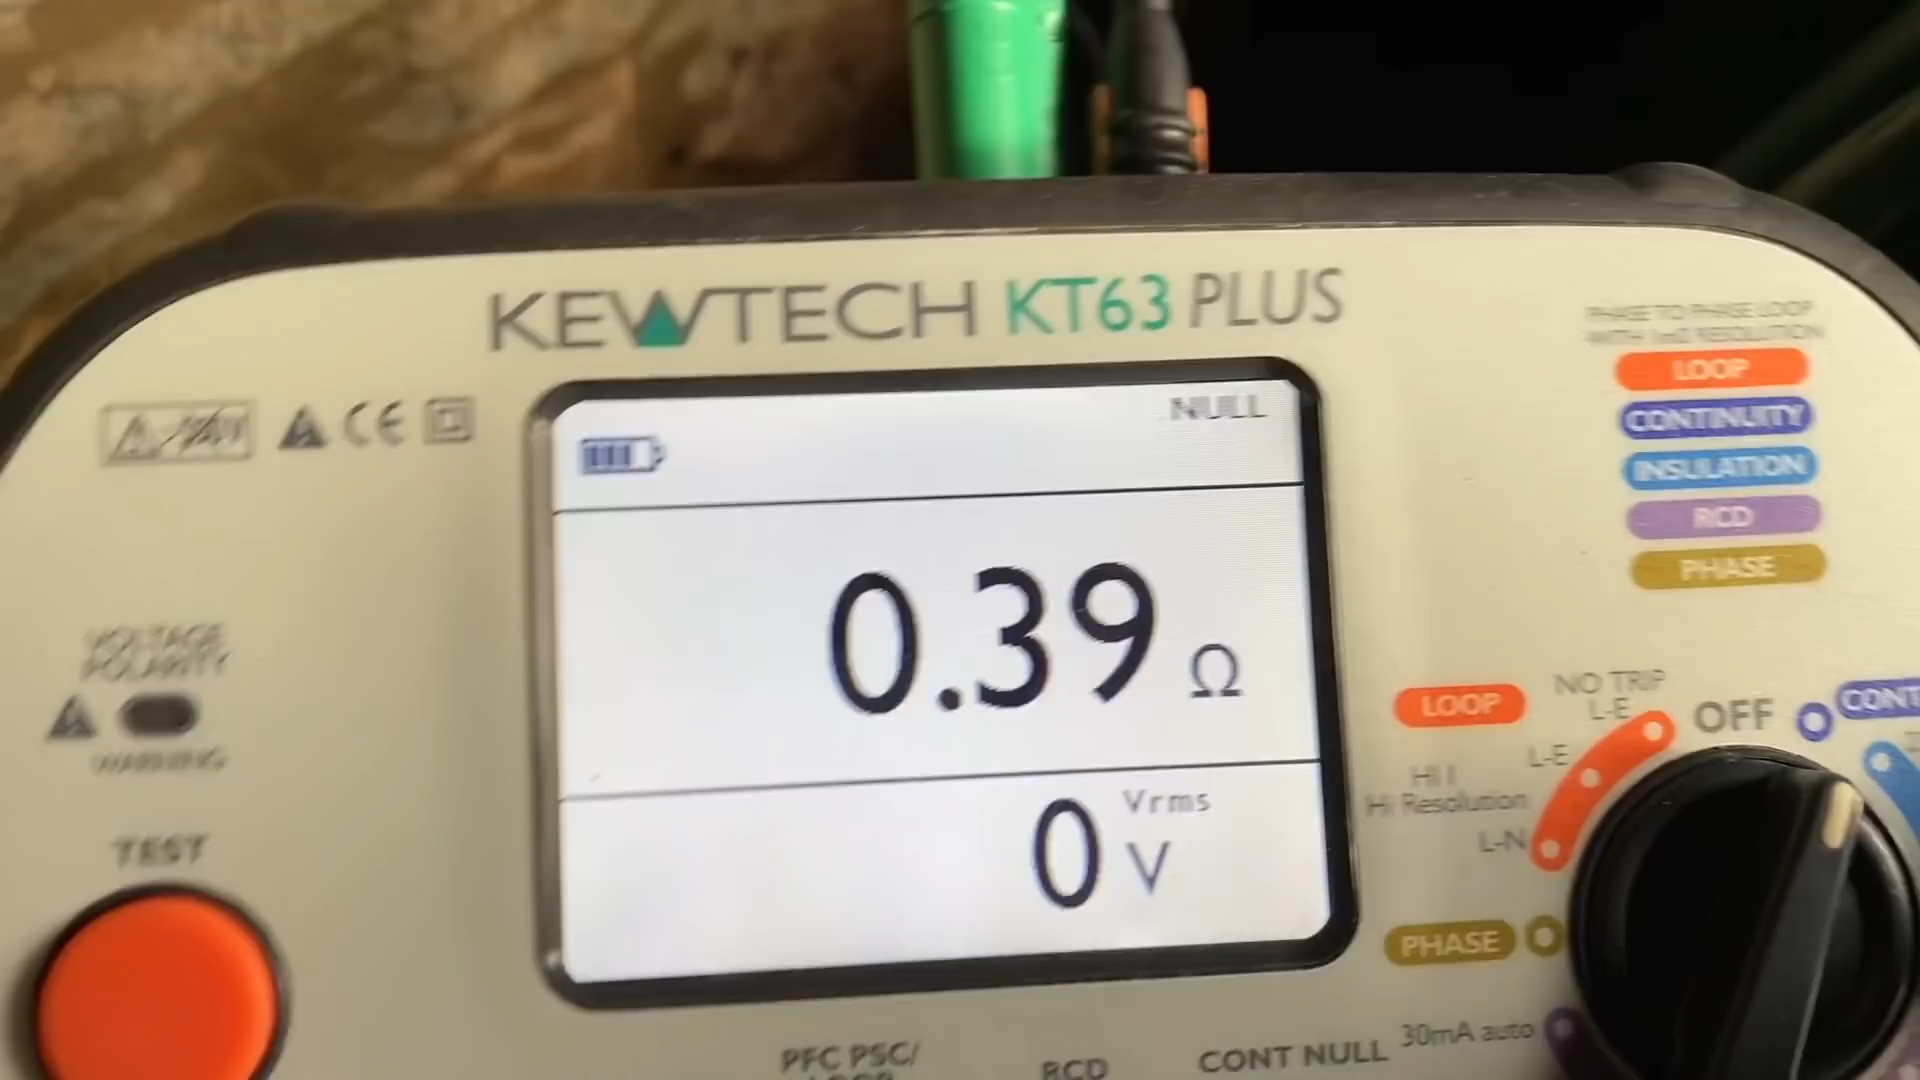 KEWTECH KT63 PLUS
PHASE TO PHASE LOOP
WITH 1mΩ RESOLUTION
LOOP
CONTINUITY
INSULATION
RCD
PHASE
CE
NULL
0.39 Ω
0 V
Vrms
VOLTAGE
POLARITY
WARNING
TEST
LOOP
NO TRIP
L-E
OFF
CONT
L-E
HI I
Hi Resolution
L-N
PHASE
30mA auto
PFC PSC/
LOOP
RCD
CONT NULL